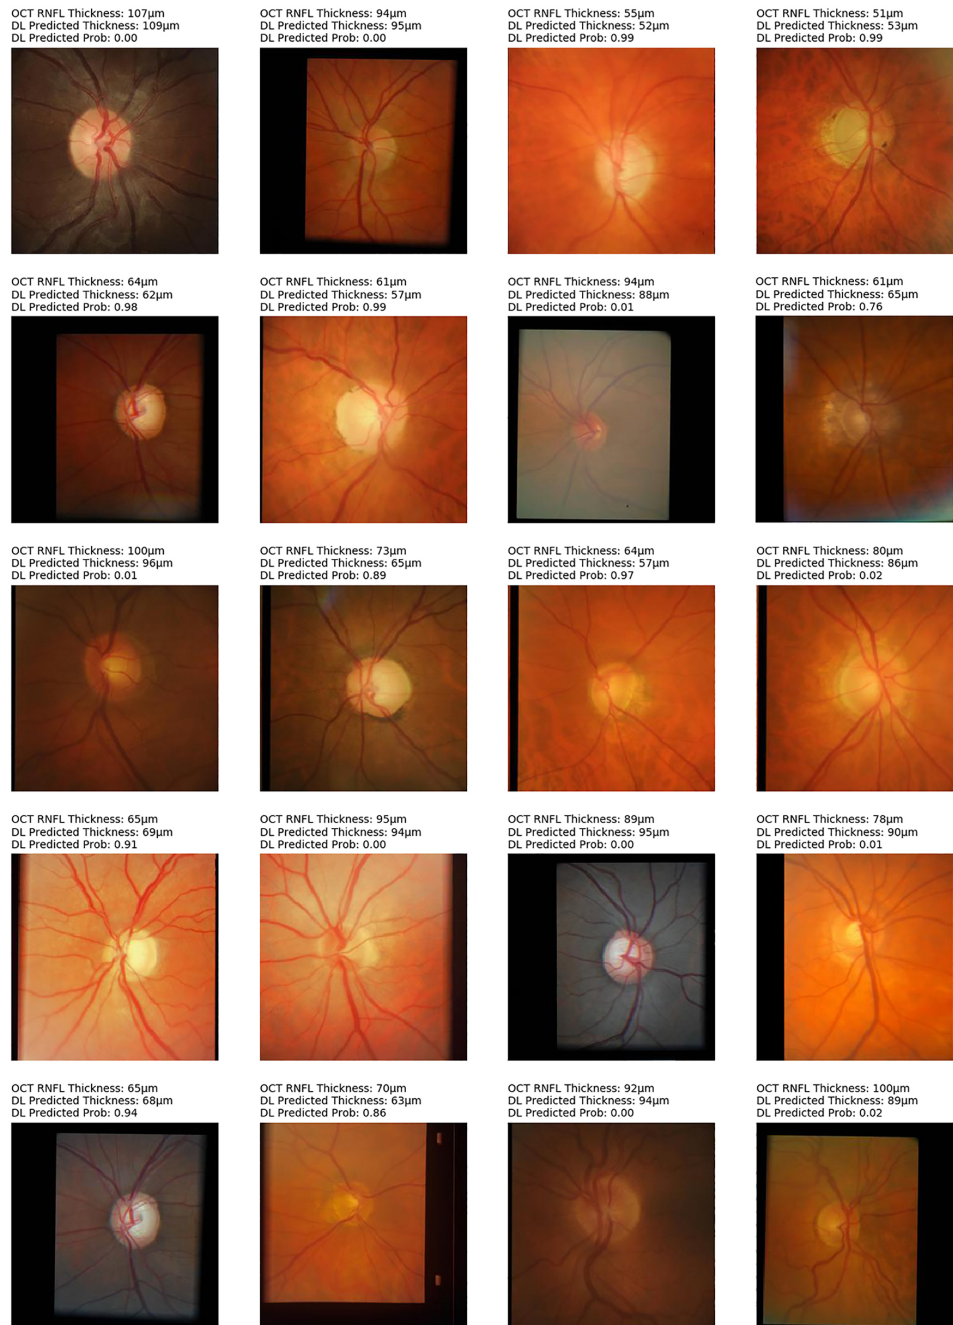 OCT RNFL Thickness: 107µm
DL Predicted Thickness: 109µm
DL Predicted Prob: 0.00
OCT RNFL Thickness: 94µm
DL Predicted Thickness: 95µm
DL Predicted Prob: 0.00
OCT RNFL Thickness: 55µm
DL Predicted Thickness: 52µm
DL Predicted Prob: 0.99
OCT RNFL Thickness: 51µm
DL Predicted Thickness: 53µm
DL Predicted Prob: 0.99
OCT RNFL Thickness: 64µm
DL Predicted Thickness: 62µm
DL Predicted Prob: 0.98
OCT RNFL Thickness: 61µm
DL Predicted Thickness: 57µm
DL Predicted Prob: 0.99
OCT RNFL Thickness: 94µm
DL Predicted Thickness: 88µm
DL Predicted Prob: 0.01
OCT RNFL Thickness: 61µm
DL Predicted Thickness: 65µm
DL Predicted Prob: 0.76
OCT RNFL Thickness: 100µm
DL Predicted Thickness: 96µm
DL Predicted Prob: 0.01
OCT RNFL Thickness: 73µm
DL Predicted Thickness: 65µm
DL Predicted Prob: 0.89
OCT RNFL Thickness: 64µm
DL Predicted Thickness: 57µm
DL Predicted Prob: 0.97
OCT RNFL Thickness: 80µm
DL Predicted Thickness: 86µm
DL Predicted Prob: 0.02
OCT RNFL Thickness: 65µm
DL Predicted Thickness: 69µm
DL Predicted Prob: 0.91
OCT RNFL Thickness: 95µm
DL Predicted Thickness: 94µm
DL Predicted Prob: 0.00
OCT RNFL Thickness: 89µm
DL Predicted Thickness: 95µm
DL Predicted Prob: 0.00
OCT RNFL Thickness: 78µm
DL Predicted Thickness: 90µm
DL Predicted Prob: 0.01
OCT RNFL Thickness: 65µm
DL Predicted Thickness: 68µm
DL Predicted Prob: 0.94
OCT RNFL Thickness: 70µm
DL Predicted Thickness: 63µm
DL Predicted Prob: 0.86
OCT RNFL Thickness: 92µm
DL Predicted Thickness: 94µm
DL Predicted Prob: 0.00
OCT RNFL Thickness: 100µm
DL Predicted Thickness: 89µm
DL Predicted Prob: 0.02